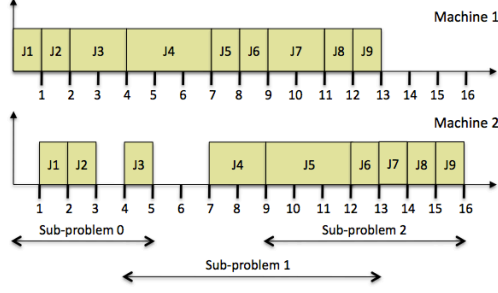 Machine 1
J1 J2 J3 J4 J5 J6 J7 J8 J9
1 2 3 4 5 6 7 8 9 10 11 12 13 14 15 16
Machine 2
J1 J2 J3 J4 J5 J6 J7 J8 J9
1 2 3 4 5 6 7 8 9 10 11 12 13 14 15 16
Sub-problem 0 Sub-problem 2
Sub-problem 1